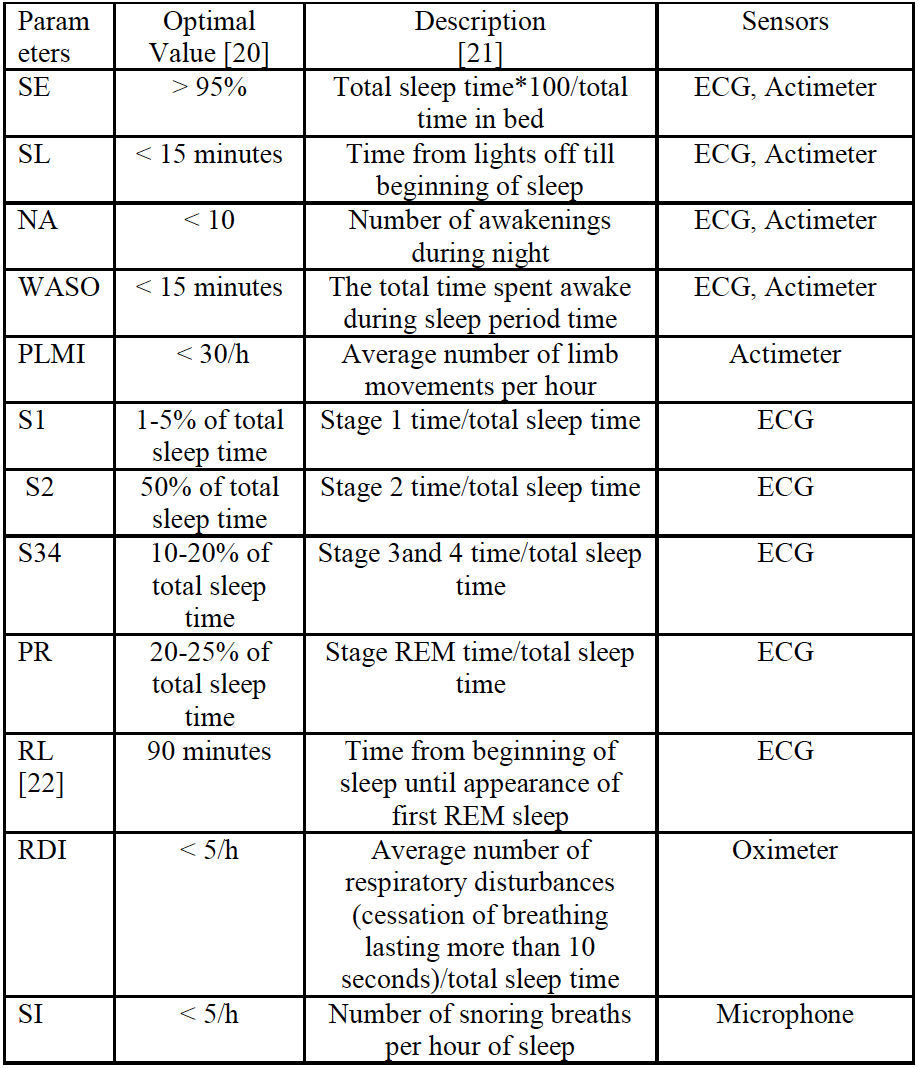 Param Optimal Description Sensors
eters Value [20] [21]
SE > 95% Total sleep time*100/total ECG, Actimeter
time in bed
SL < 15 minutes Time from lights off till ECG, Actimeter
beginning of sleep
NA < 10 Number of awakenings ECG, Actimeter
during night
WASO < 15 minutes The total time spent awake ECG, Actimeter
during sleep period time
PLMI < 30/h Average number of limb Actimeter
movements per hour
S1 1-5% of total Stage 1 time/total sleep time ECG
sleep time
S2 50% of total Stage 2 time/total sleep time ECG
sleep time
S34 10-20% of Stage 3and 4 time/total sleep ECG
total sleep time
time
PR 20-25% of Stage REM time/total sleep ECG
total sleep time
time
RL 90 minutes Time from beginning of ECG
[22] sleep until appearance of
first REM sleep
RDI < 5/h Average number of Oximeter
respiratory disturbances
(cessation of breathing
lasting more than 10
seconds)/total sleep time
SI < 5/h Number of snoring breaths Microphone
per hour of sleep